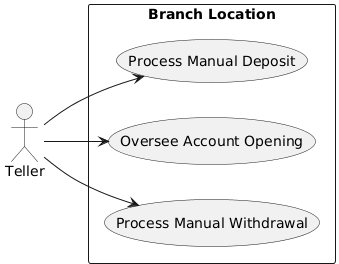 Branch Location
Process Manual Deposit
Oversee Account Opening
Teller
Process Manual Withdrawal